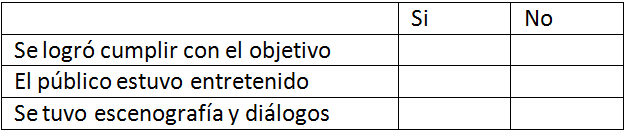 Si No
Se logró cumplir con el objetivo
El público estuvo entretenido
Se tuvo escenografía y diálogos